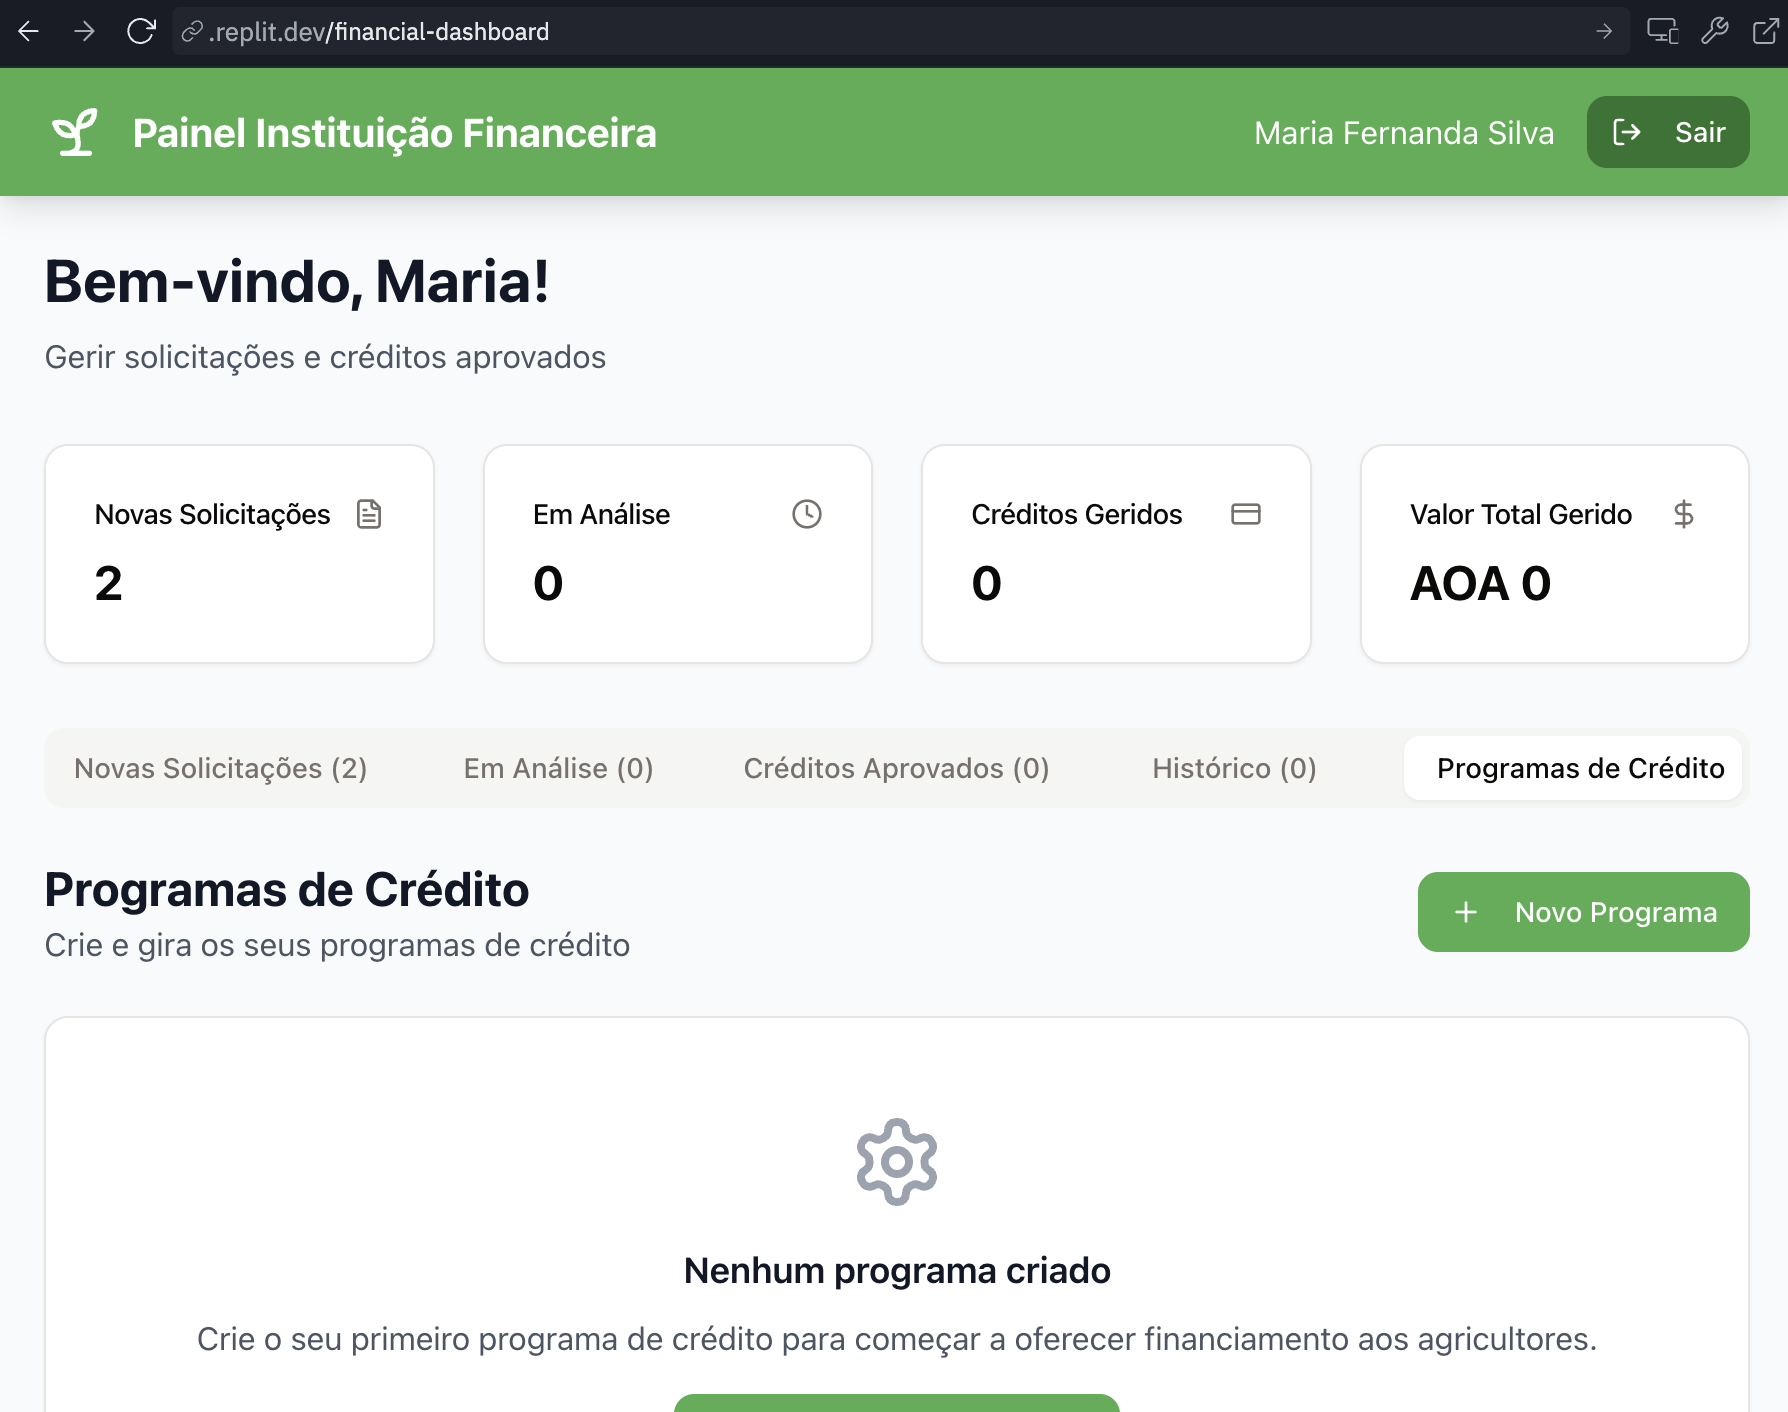 .replit.dev/financial-dashboard
Painel Instituição Financeira
Maria Fernanda Silva
Sair
Bem-vindo, Maria!
Gerir solicitações e créditos aprovados
Novas Solicitações
2
Em Análise
0
Créditos Geridos
0
Valor Total Gerido
AOA 0
Novas Solicitações (2)
Em Análise (0)
Créditos Aprovados (0)
Histórico (0)
Programas de Crédito
Programas de Crédito
Crie e gira os seus programas de crédito
+ Novo Programa
Nenhum programa criado
Crie o seu primeiro programa de crédito para começar a oferecer financiamento aos agricultores.